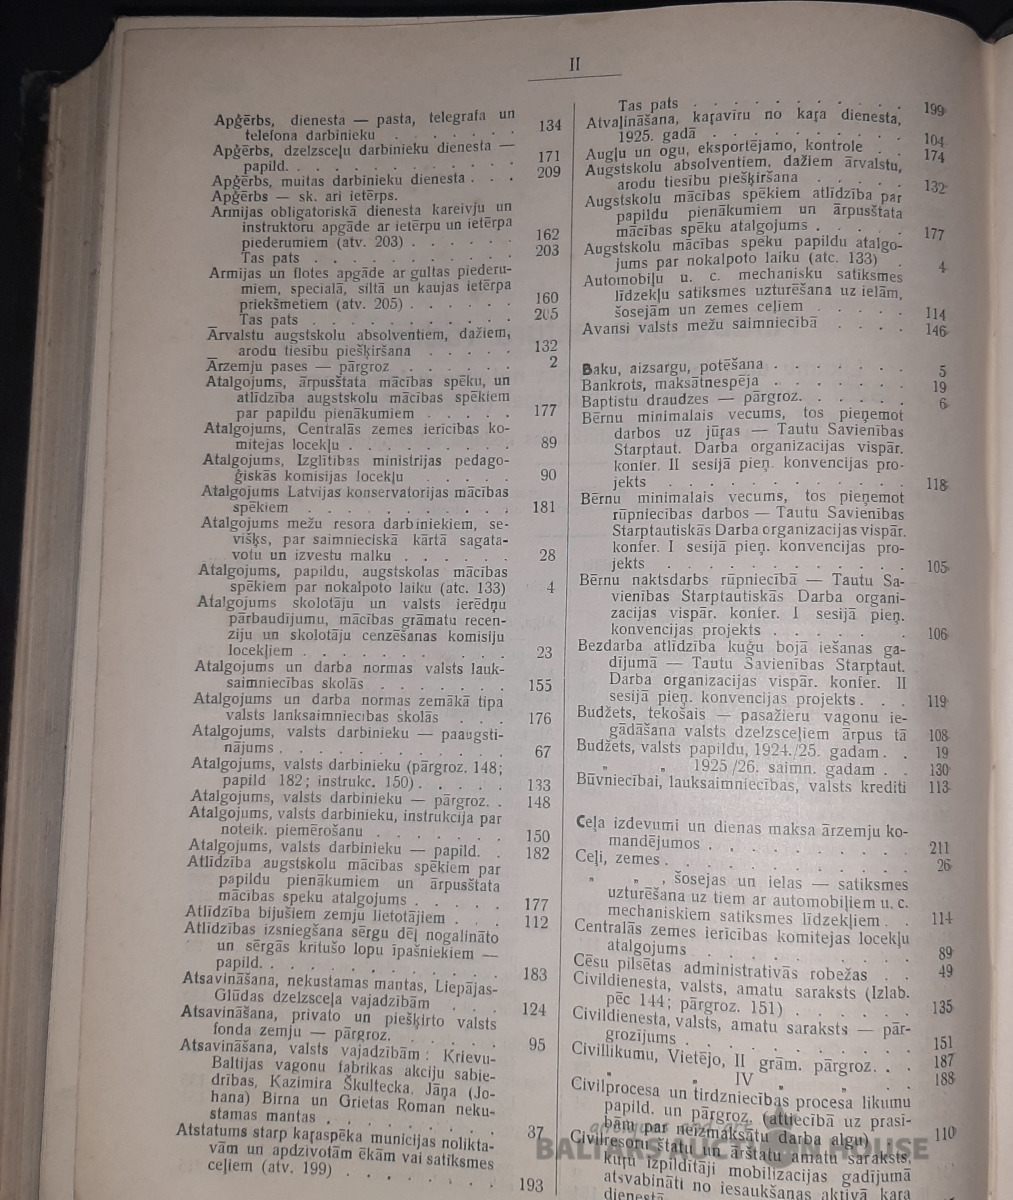 II
Apģērbs, dienesta — pasta, telegrafa un
telefona darbinieku . . . . . . . 134
Apģērbs, dzelzsceļu darbinieku dienesta —
papild. . . . . . . . . . . 171
Apģērbs, muitas darbinieku dienesta . . . 209
Apģērbs — sk. ari ietērps.
Armijas obligatoriskā dienesta kareivju un
instruktoru apgāde ar ietērpu un ietērpa
piederumiem (atv. 203) . . . . . . 162
Tas pats . . . . . . . . . . 203
Armijas un flotes apgāde ar gultas piederu-
miem, specialā, siltā un kaujas ietērpa
priekšmetiem (atv. 205) . . . . . . 160
Tas pats . . . . . . . . . . 205
Ārvalstu augstskolu absolventiem, dažiem,
arodu tiesību piešķiršana . . . . . 132
Ārzemju pases — pārgroz . . . . . . 2
Atalgojums, ārpusštata mācības spēku, un
atlīdzība augstskolu mācības spēkiem
par papildu pienākumiem . . . . . 177
Atalgojums, Centralās zemes ierīcības ko-
mitejas locekļu . . . . . . . . . 89
Atalgojums, Izglītības ministrijas pedago-
ģiskās komisijas locekļu . . . . . 90
Atalgojums Latvijas konservatorijas mācības
spēkiem . . . . . . . . . . 181
Atalgojums mežu resora darbiniekiem, se-
višķs, par saimnieciskā kārtā sagata-
votu un izvestu malku . . . . . . 28
Atalgojums, papildu, augstskolas mācības
spēkiem par nokalpoto laiku (atc. 133) 4
Atalgojums skolotāju un valsts ierēdņu
pārbaudijumu, mācības grāmatu recen-
ziju un skolotāju cenzēšanas komisiju
locekļiem . . . . . . . . . . 23
Atalgojums un darba normas valsts lauk-
saimniecības skolās . . . . . . . 155
Atalgojums un darba normas zemākā tipa
valsts lanksaimniecības skolās . . . 176
Atalgojums, valsts darbinieku — paaugsti-
nājums . . . . . . . . . . . 67
Atalgojums, valsts darbinieku (pārgroz. 148;
papild 182; instrukc. 150) . . . . . 133
Atalgojums, valsts darbinieku — pārgroz. . 148
Atalgojums, valsts darbinieku, instrukcija par
noteik. piemērošanu . . . . . . 150
Atalgojums, valsts darbinieku — papild. . 182
Atlīdzība augstskolu mācības spēkiem par
papildu pienākumiem un ārpusštata
mācības speku atalgojums . . . . . 177
Atlīdzība bijušiem zemju lietotājiem . . . 112
Atlīdzības izsniegšana sērgu dēļ nogalināto
un sērgās kritušo lopu īpašniekiem —
papild. . . . . . . . . . . 183
Atsavināšana, nekustamas mantas, Liepājas-
Glūdas dzelzsceļa vajadzībām . . . 124
Atsavināšana, privato un piešķirto valsts
fonda zemju — pārgroz. . . . . . 95
Atsavināšana, valsts vajadzībām: Krievu-
Baltijas vagonu fabrikas akciju sabie-
drības, Kazimira Škultecka, Jāņa (Jo-
hana) Birna un Grietas Roman neku-
stamas mantas . . . . . . . . . 37
Atstatums starp kaŗaspēka municijas nolikta-
vām un apdzīvotām ēkām vai satiksmes
ceļiem (atv. 199) . . . . . . . 193
Tas pats . . . . . . . . . . 199
Atvaļināšana, kaŗavīru no kaŗa dienesta,
1925. gadā . . . . . . . . . 104
Augļu un ogu, eksportējamo, kontrole . . 174
Augstskolu absolventiem, dažiem ārvalstu,
arodu tiesību piešķiršana . . . . . 132
Augstskolu mācības spēkiem atlīdzība par
papildu pienākumiem un ārpusštata
mācības spēku atalgojums . . . . . 177
Augstskolu mācības spēku papildu atalgo-
jums par nokalpoto laiku (atc. 133) . 4
Automobiļu u. c. mechanisku satiksmes
līdzekļu satiksmes uzturēšana uz ielām,
šosejām un zemes ceļiem . . . . . 114
Avansi valsts mežu saimniecībā . . . . 146
Baku, aizsargu, potēšana . . . . . . . 5
Bankrots, maksātnespēja . . . . . . . 19
Baptistu draudzes — pārgroz. . . . . . 6
Bērnu minimalais vecums, tos pieņemot
darbos uz jūŗas — Tautu Savienības
Starptaut. Darba organizacijas vispār.
konfer. II sesijā pieņ. konvencijas pro-
jekts . . . . . . . . . . . 118
Bērnu minimalais vecums, tos pieņemot
rūpniecības darbos — Tautu Savienības
Starptautiskās Darba organizacijas vispār.
konfer. I sesijā pieņ. konvencijas pro-
jekts . . . . . . . . . . . 105
Bērnu naktsdarbs rūpniecībā — Tautu Sa-
vienības Starptautiskās Darba organi-
zacijas vispār. konfer. I sesijā pieņ.
konvencijas projekts . . . . . . 106
Bezdarba atlīdzība kuģu bojā iešanas ga-
dījumā — Tautu Savienības Starptaut.
Darba organizacijas vispār. konfer. II
sesijā pieņ. konvencijas projekts . . . 119
Budžets, tekošais — pasažieru vagonu ie-
gādāšana valsts dzelzsceļiem ārpus tā 108
Budžets, valsts papildu, 1924./25. gadam . . 19
" " 1925/26. saimn. gadam . . 130
Būvniecībai, lauksaimniecības, valsts krediti 113
Ceļa izdevumi un dienas maksa ārzemju ko-
mandējumos . . . . . . . . . 211
Ceļi, zemes . . . . . . . . . . . 26
" " , šosejas un ielas — satiksmes
uzturēšana uz tiem ar automobiļiem u. c.
mechaniskiem satiksmes līdzekļiem . . 114
Centralās zemes ierīcības komitejas locekļu
atalgojums . . . . . . . . . . 89
Cēsu pilsētas administrativās robežas . . 49
Civildienesta, valsts, amatu saraksts (Izlab.
pēc 144; pārgroz. 151) . . . . . . 135
Civildienesta, valsts, amatu saraksts — pār-
grozījums . . . . . . . . . . 151
Civillikumu, Vietējo, II grām. pārgroz. . . 187
" " IV " " . 188
Civilprocesa un tirdzniecības procesa likumu
papild. un pārgroz. (attiecībā uz prasi-
bām par neizmaksātu darba algu) . . 110
Civilresoru štatu un ārštatu amatu saraksts,
kuŗu izpildītāji mobilizacijas gadījumā
atsvabināti no iesaukšanas aktivā kaŗa
dienestā
BALTARS AUCTION HOUSE